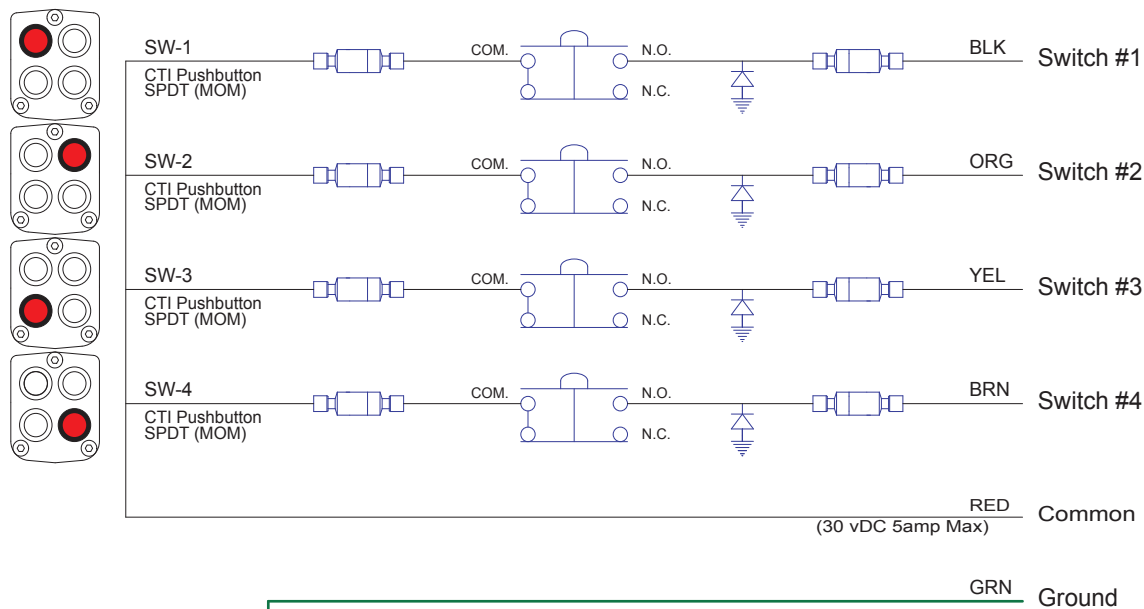 SW-1 COM. N.O. BLK Switch #1
CTI Pushbutton N.C.
SPDT (MOM)
SW-2 COM. N.O. ORG Switch #2
CTI Pushbutton N.C.
SPDT (MOM)
SW-3 COM. N.O. YEL Switch #3
CTI Pushbutton N.C.
SPDT (MOM)
SW-4 COM. N.O. BRN Switch #4
CTI Pushbutton N.C.
SPDT (MOM)
RED Common
(30 vDC 5amp Max)
GRN Ground